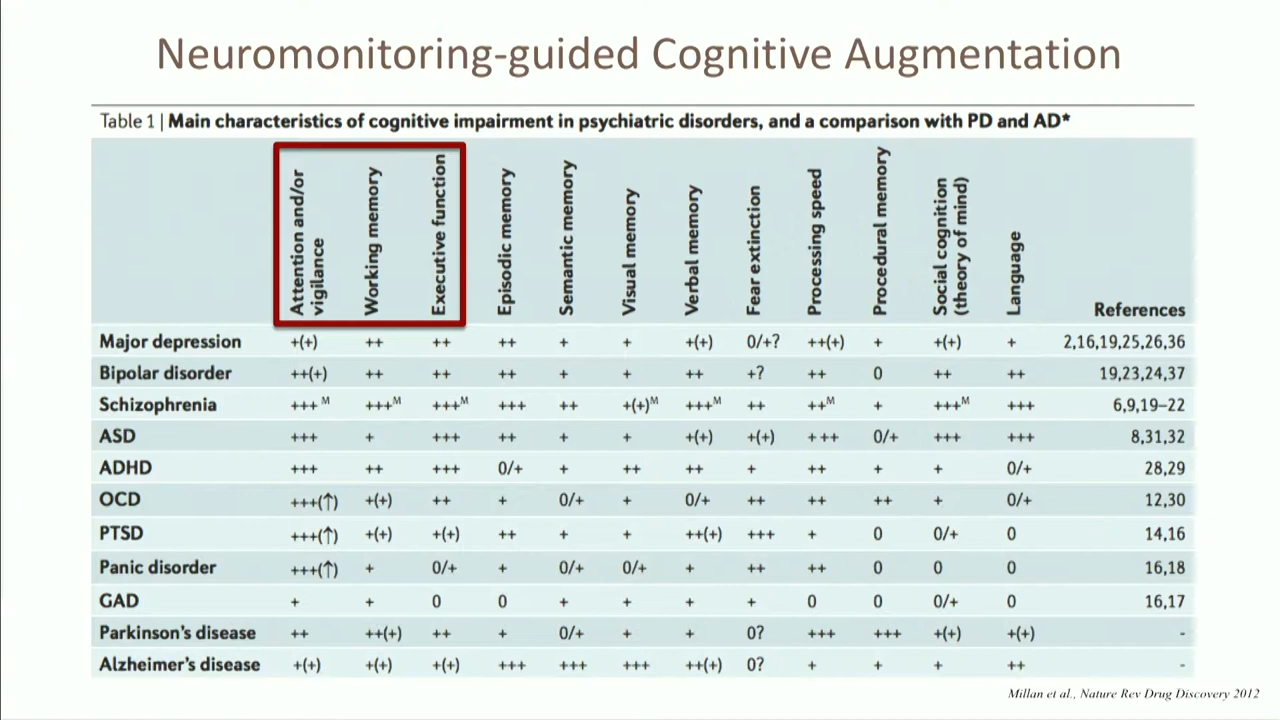 Neuromonitoring-guided Cognitive Augmentation
Table 1 | Main characteristics of cognitive impairment in psychiatric disorders, and a comparison with PD and AD*
Attention and/or vigilance Working memory Executive function Episodic memory Semantic memory Visual memory Verbal memory Fear extinction Processing speed Procedural memory Social cognition (theory of mind) Language References
Major depression +(+) ++ ++ ++ + + +(+) 0/+? ++(+) + +(+) + 2,16,19,25,26,36
Bipolar disorder ++(+) ++ ++ ++ + + ++ +? ++ 0 ++ ++ 19,23,24,37
Schizophrenia +++ᴹ +++ᴹ +++ᴹ +++ ++ +(+)ᴹ +++ᴹ ++ ++ᴹ + +++ᴹ +++ 6,9,19–22
ASD +++ + +++ ++ + + +(+) +(+) +++ 0/+ +++ +++ 8,31,32
ADHD +++ ++ +++ 0/+ + ++ ++ + ++ + + 0/+ 28,29
OCD +++(↑) +(+) ++ + 0/+ + 0/+ ++ ++ ++ + 0/+ 12,30
PTSD +++(↑) +(+) +(+) ++ + + ++(+) +++ + 0 0/+ 0 14,16
Panic disorder +++(↑) + 0/+ + 0/+ 0/+ + ++ ++ 0 0 0 16,18
GAD + + 0 0 + + + + 0 0 0/+ 0 16,17
Parkinson's disease ++ ++(+) ++ + 0/+ + + 0? +++ +++ +(+) +(+) -
Alzheimer's disease +(+) +(+) +(+) +++ +++ +++ ++(+) 0? + + + ++ -
Millan et al., Nature Rev Drug Discovery 2012